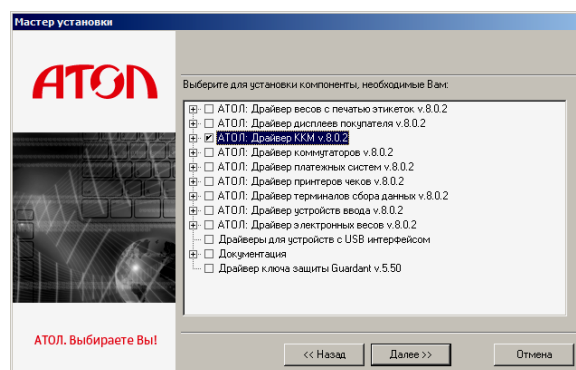 Мастер установки
АТОЛ
Выберите для установки компоненты, необходимые Вам:
АТОЛ: Драйвер весов с печатью этикеток v.8.0.2
АТОЛ: Драйвер дисплеев покупателя v.8.0.2
АТОЛ: Драйвер ККМ v.8.0.2
АТОЛ: Драйвер коммутаторов v.8.0.2
АТОЛ: Драйвер платежных систем v.8.0.2
АТОЛ: Драйвер принтеров чеков v.8.0.2
АТОЛ: Драйвер терминалов сбора данных v.8.0.2
АТОЛ: Драйвер устройств ввода v.8.0.2
АТОЛ: Драйвер электронных весов v.8.0.2
Драйверы для устройств с USB интерфейсом
Документация
Драйвер ключа защиты Guardant v.5.50
АТОЛ. Выбираете Вы!
<< Назад
Далее >>
Отмена